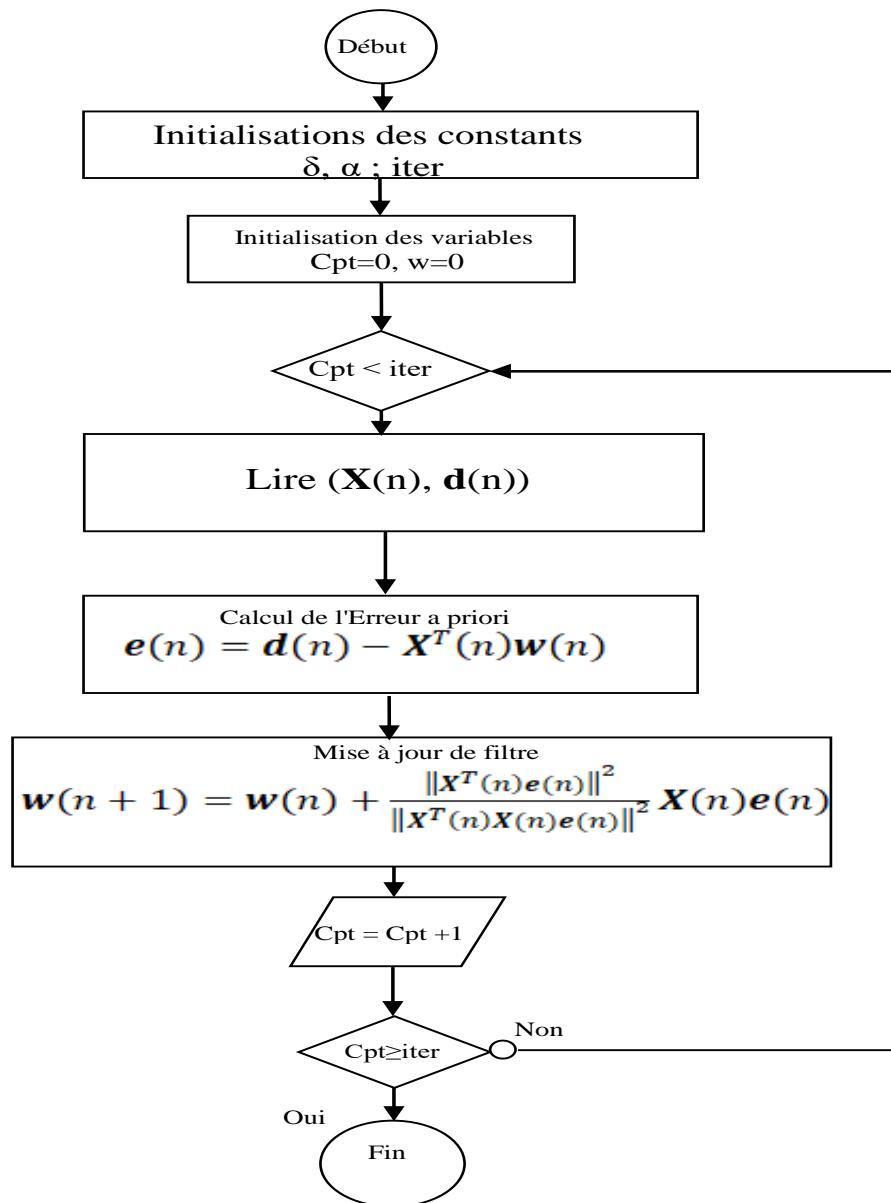 Début
Initialisations des constants
δ, α ; iter
Initialisation des variables
Cpt=0, w=0
Cpt < iter
Lire (X(n), d(n))
Calcul de l'Erreur a priori
e(n) = d(n) − X^T(n)w(n)
Mise à jour de filtre
w(n + 1) = w(n) + ‖X^T(n)e(n)‖^2 / ‖X^T(n)X(n)e(n)‖^2 X(n)e(n)
Cpt = Cpt +1
Non
Cpt≥iter
Oui
Fin